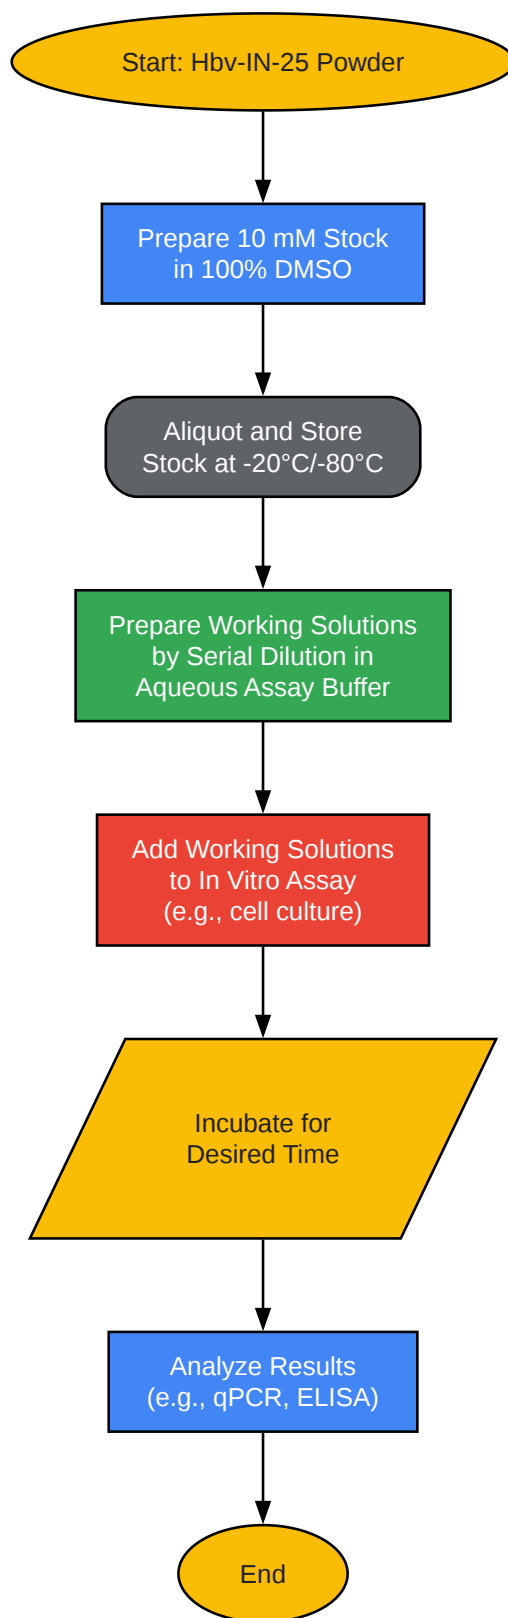 Start: Hbv-IN-25 Powder
Prepare 10 mM Stock
in 100% DMSO
Aliquot and Store
Stock at -20°C/-80°C
Prepare Working Solutions
by Serial Dilution in
Aqueous Assay Buffer
Add Working Solutions
to In Vitro Assay
(e.g., cell culture)
Incubate for
Desired Time
Analyze Results
(e.g., qPCR, ELISA)
End